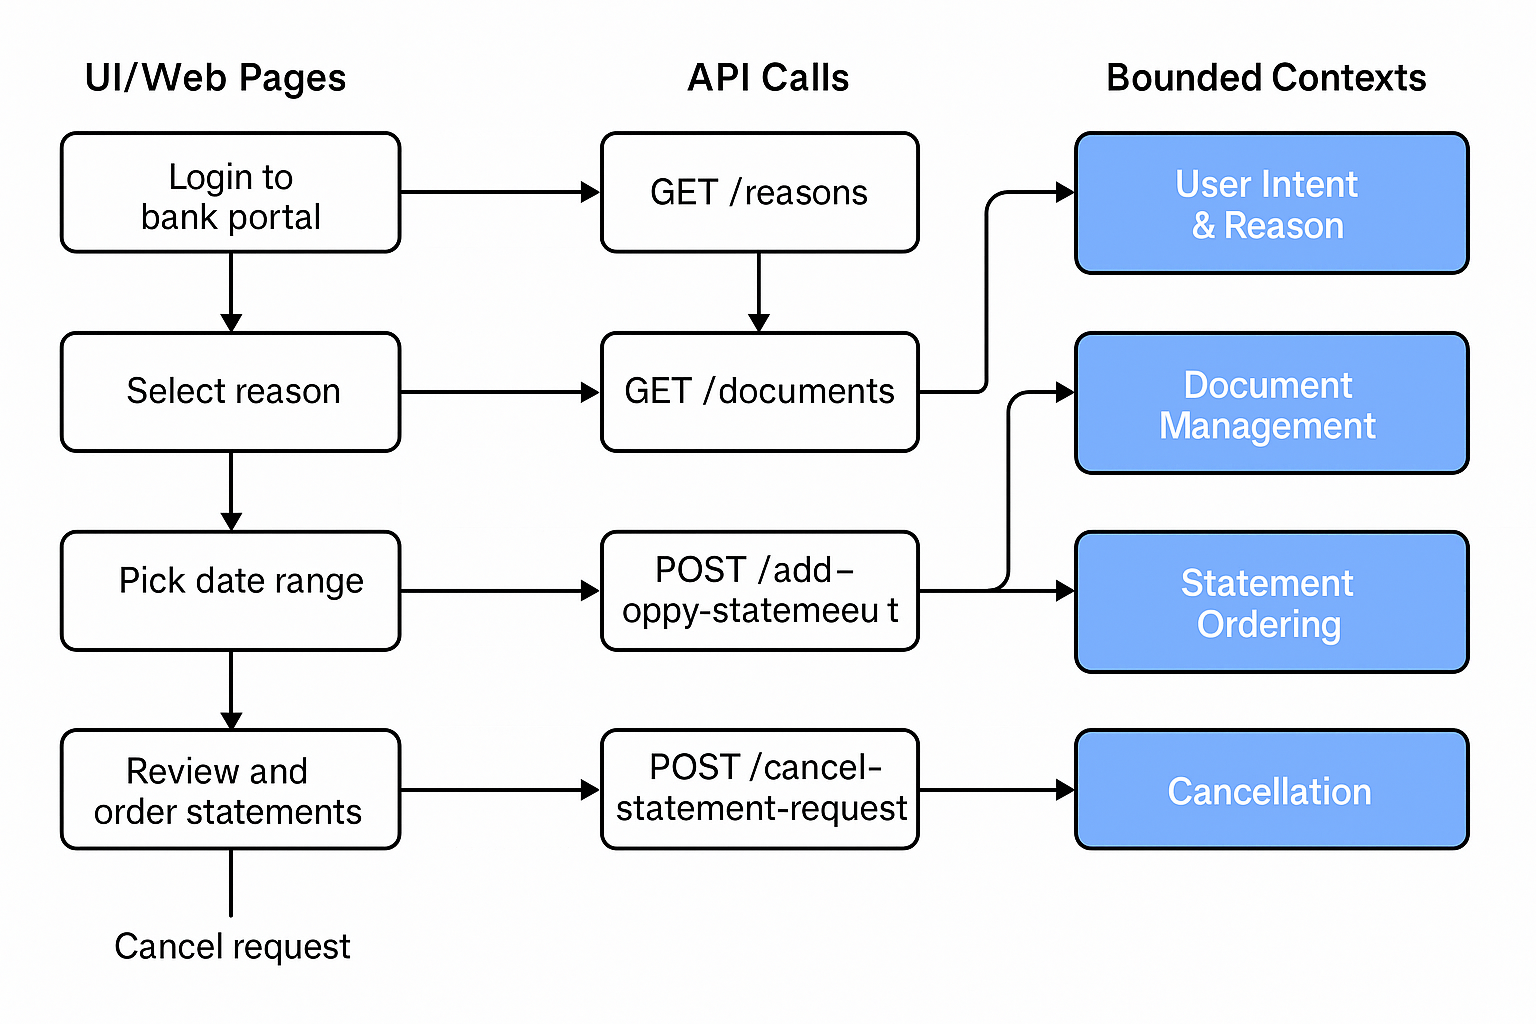 UI/Web Pages
API Calls
Bounded Contexts
Login to
bank portal
GET /reasons
User Intent
& Reason
Select reason
GET /documents
Document
Management
Pick date range
POST /add–
oppy-statemeeu t
Statement
Ordering
Review and
order statements
POST /cancel-
statement-request
Cancellation
Cancel request